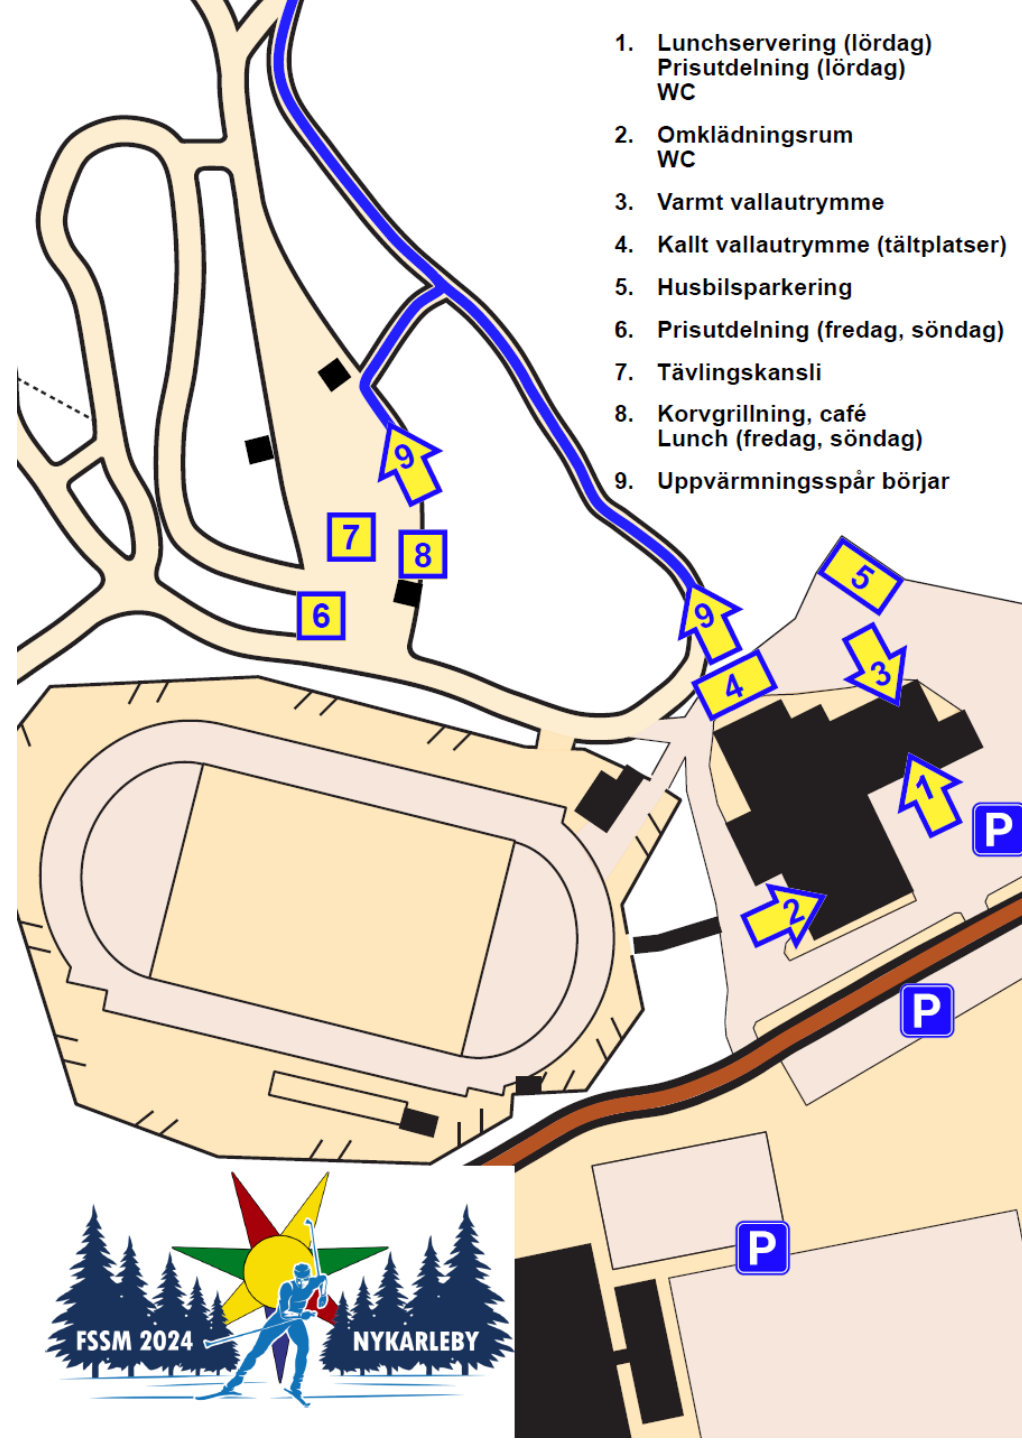 1. Lunchservering (lördag)
Prisutdelning (lördag)
WC
2. Omklädningsrum
WC
3. Varmt vallautrymme
4. Kallt vallautrymme (tältplatser)
5. Husbilsparkering
6. Prisutdelning (fredag, söndag)
7. Tävlingskansli
8. Korvgrillning, café
Lunch (fredag, söndag)
9. Uppvärmningsspår börjar
9
7
8
6
5
9
3
4
1
P
2
P
P
FSSM 2024
NYKARLEBY